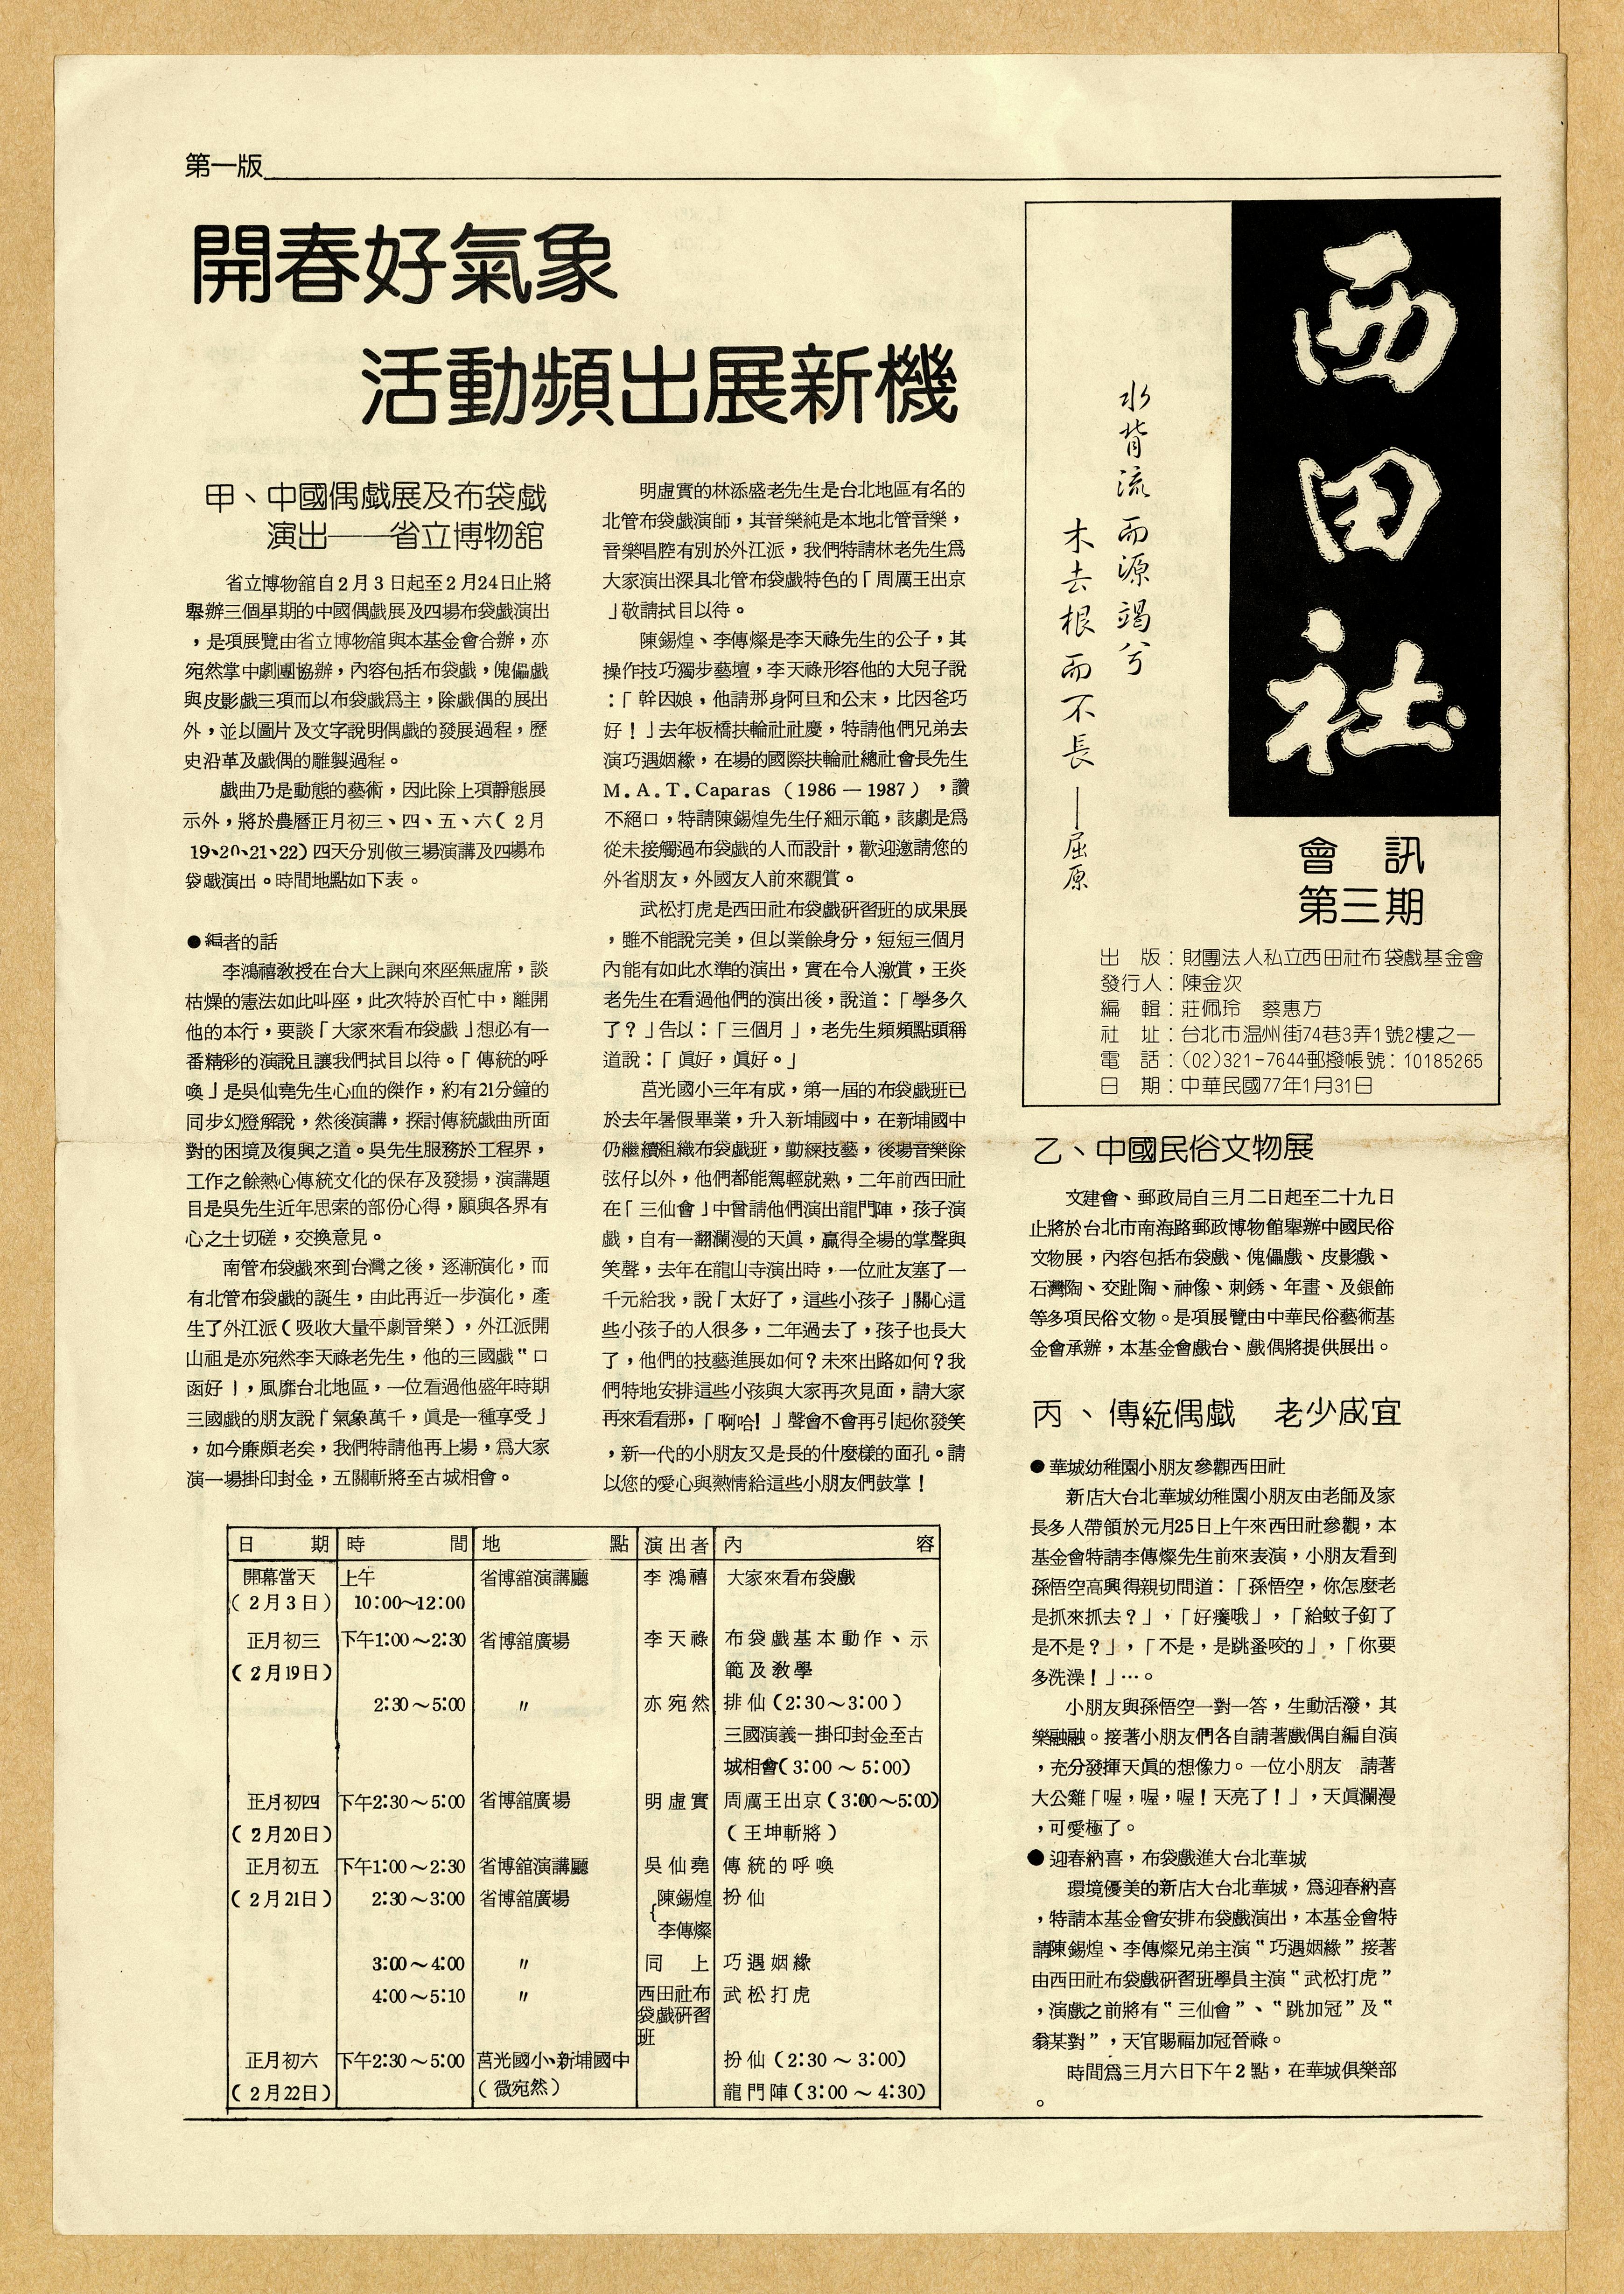 第一版
開春好氣象
活動頻出展新機
西田社
水背流而源竭兮
木去根而不長 —屈原
會 訊
第三期
出 版：財團法人私立西田社布袋戲基金會
發行人：陳金次
編 輯：莊佩玲 蔡惠方
社 址：台北市温州街74巷3弄1號2樓之一
電 話：(02)321-7644郵撥帳號：10185265
日 期：中華民國77年1月31日
甲、中國偶戲展及布袋戲
演出——省立博物舘
省立博物舘自2月3日起至2月24日止將
舉辦三個星期的中國偶戲展及四場布袋戲演出
，是項展覽由省立博物舘與本基金會合辦，亦
宛然掌中劇團協辦，內容包括布袋戲，傀儡戲
與皮影戲三項而以布袋戲爲主，除戲偶的展出
外，並以圖片及文字說明偶戲的發展過程，歷
史沿革及戲偶的雕製過程。
戲曲乃是動態的藝術，因此除上項靜態展
示外，將於農曆正月初三、四、五、六（2月
19、20、21、22）四天分別做三場演講及四場布
袋戲演出。時間地點如下表。
●編者的話
李鴻禧敎授在台大上課向來座無虛席，談
枯燥的憲法如此叫座，此次特於百忙中，離開
他的本行，要談「大家來看布袋戲」想必有一
番精彩的演說且讓我們拭目以待。「傳統的呼
喚」是吳仙堯先生心血的傑作，約有21分鐘的
同步幻燈解說，然後演講，探討傳統戲曲所面
對的困境及復興之道。吳先生服務於工程界，
工作之餘熱心傳統文化的保存及發揚，演講題
目是吳先生近年思索的部份心得，願與各界有
心之士切磋，交換意見。
南管布袋戲來到台灣之後，逐漸演化，而
有北管布袋戲的誕生，由此再近一步演化，產
生了外江派（吸收大量平劇音樂），外江派開
山祖是亦宛然李天祿老先生，他的三國戲〝口
函好」，風靡台北地區，一位看過他盛年時期
三國戲的朋友說「氣象萬千，眞是一種享受」
，如今廉頗老矣，我們特請他再上場，爲大家
演一場掛印封金，五關斬將至古城相會。
明虛實的林添盛老先生是台北地區有名的
北管布袋戲演師，其音樂純是本地北管音樂，
音樂唱腔有別於外江派，我們特請林老先生爲
大家演出深具北管布袋戲特色的「周厲王出京
」敬請拭目以待。
陳錫煌、李傳燦是李天祿先生的公子，其
操作技巧獨步藝壇，李天祿形容他的大兒子說
：「幹因娘，他請那身阿旦和公末，比因爸巧
好！」去年板橋扶輪社社慶，特請他們兄弟去
演巧遇姻緣，在場的國際扶輪社總社會長先生
M．A．T．Caparas（1986—1987），讚
不絕口，特請陳錫煌先生仔細示範，該劇是爲
從未接觸過布袋戲的人而設計，歡迎邀請您的
外省朋友，外國友人前來觀賞。
武松打虎是西田社布袋戲研習班的成果展
，雖不能說完美，但以業餘身分，短短三個月
內能有如此水準的演出，實在令人激賞，王炎
老先生在看過他們的演出後，說道：「學多久
了？」告以：「三個月」，老先生頻頻點頭稱
道說：「眞好，眞好。」
莒光國小三年有成，第一屆的布袋戲班已
於去年暑假畢業，升入新埔國中，在新埔國中
仍繼續組織布袋戲班，勤練技藝，後場音樂除
弦仔以外，他們都能駕輕就熟，二年前西田社
在「三仙會」中曾請他們演出龍門陣，孩子演
戲，自有一翻瀾漫的天眞，贏得全場的掌聲與
笑聲，去年在龍山寺演出時，一位社友塞了一
千元給我，說「太好了，這些小孩子」關心這
些小孩子的人很多，二年過去了，孩子也長大
了，他們的技藝進展如何？未來出路如何？我
們特地安排這些小孩與大家再次見面，請大家
再來看看那，「啊哈！」聲會不會再引起你發笑
，新一代的小朋友又是長的什麼樣的面孔。請
以您的愛心與熱情給這些小朋友們鼓掌！
日 期 時 間 地 點 演出者 內 容
開幕當天 上午 省博舘演講廳 李鴻禧 大家來看布袋戲
（2月3日） 10：00～12：00
正月初三 下午1：00～2：30 省博舘廣場 李天祿 布袋戲基本動作、示
（2月19日） 範及敎學
2：30～5：00 〃 亦宛然 排仙（2：30～3：00）
三國演義－掛印封金至古
城相會（3：00～5：00）
正月初四 下午2：30～5：00 省博舘廣場 明虛實 周厲王出京（3：00～5：00）
（2月20日） （王坤斬將）
正月初五 下午1：00～2：30 省博舘演講廳 吳仙堯 傳統的呼喚
（2月21日） 2：30～3：00 省博舘廣場 ｛陳錫煌 扮仙
李傳燦
3：00～4：00 〃 同 上 巧遇姻緣
4：00～5：10 〃 西田社布 武松打虎
袋戲研習
班
正月初六 下午2：30～5：00 莒光國小、新埔國中 扮仙（2：30～3：00）
（2月22日） （微宛然） 龍門陣（3：00～4：30）
乙、中國民俗文物展
文建會、郵政局自三月二日起至二十九日
止將於台北市南海路郵政博物館舉辦中國民俗
文物展，內容包括布袋戲、傀儡戲、皮影戲、
石灣陶、交趾陶、神像、刺銹、年畫、及銀飾
等多項民俗文物。是項展覽由中華民俗藝術基
金會承辦，本基金會戲台、戲偶將提供展出。
丙、傳統偶戲 老少咸宜
●華城幼稚園小朋友參觀西田社
新店大台北華城幼稚園小朋友由老師及家
長多人帶領於元月25日上午來西田社參觀，本
基金會特請李傳燦先生前來表演，小朋友看到
孫悟空高興得親切問道：「孫悟空，你怎麼老
是抓來抓去？」，「好癢哦」，「給蚊子釘了
是不是？」，「不是，是跳蚤咬的」，「你要
多洗澡！」…。
小朋友與孫悟空一對一答，生動活潑，其
樂融融。接著小朋友們各自請著戲偶自編自演
，充分發揮天眞的想像力。一位小朋友 請著
大公雞「喔，喔，喔！天亮了！」，天眞瀾漫
，可愛極了。
●迎春納喜，布袋戲進大台北華城
環境優美的新店大台北華城，爲迎春納喜
，特請本基金會安排布袋戲演出，本基金會特
請陳錫煌、李傳燦兄弟主演〝巧遇姻緣〞接著
由西田社布袋戲研習班學員主演〝武松打虎〞
，演戲之前將有〝三仙會〞、〝跳加冠〞及〝
翁某對〞，天官賜福加冠晉祿。
時間爲三月六日下午2點，在華城俱樂部
。